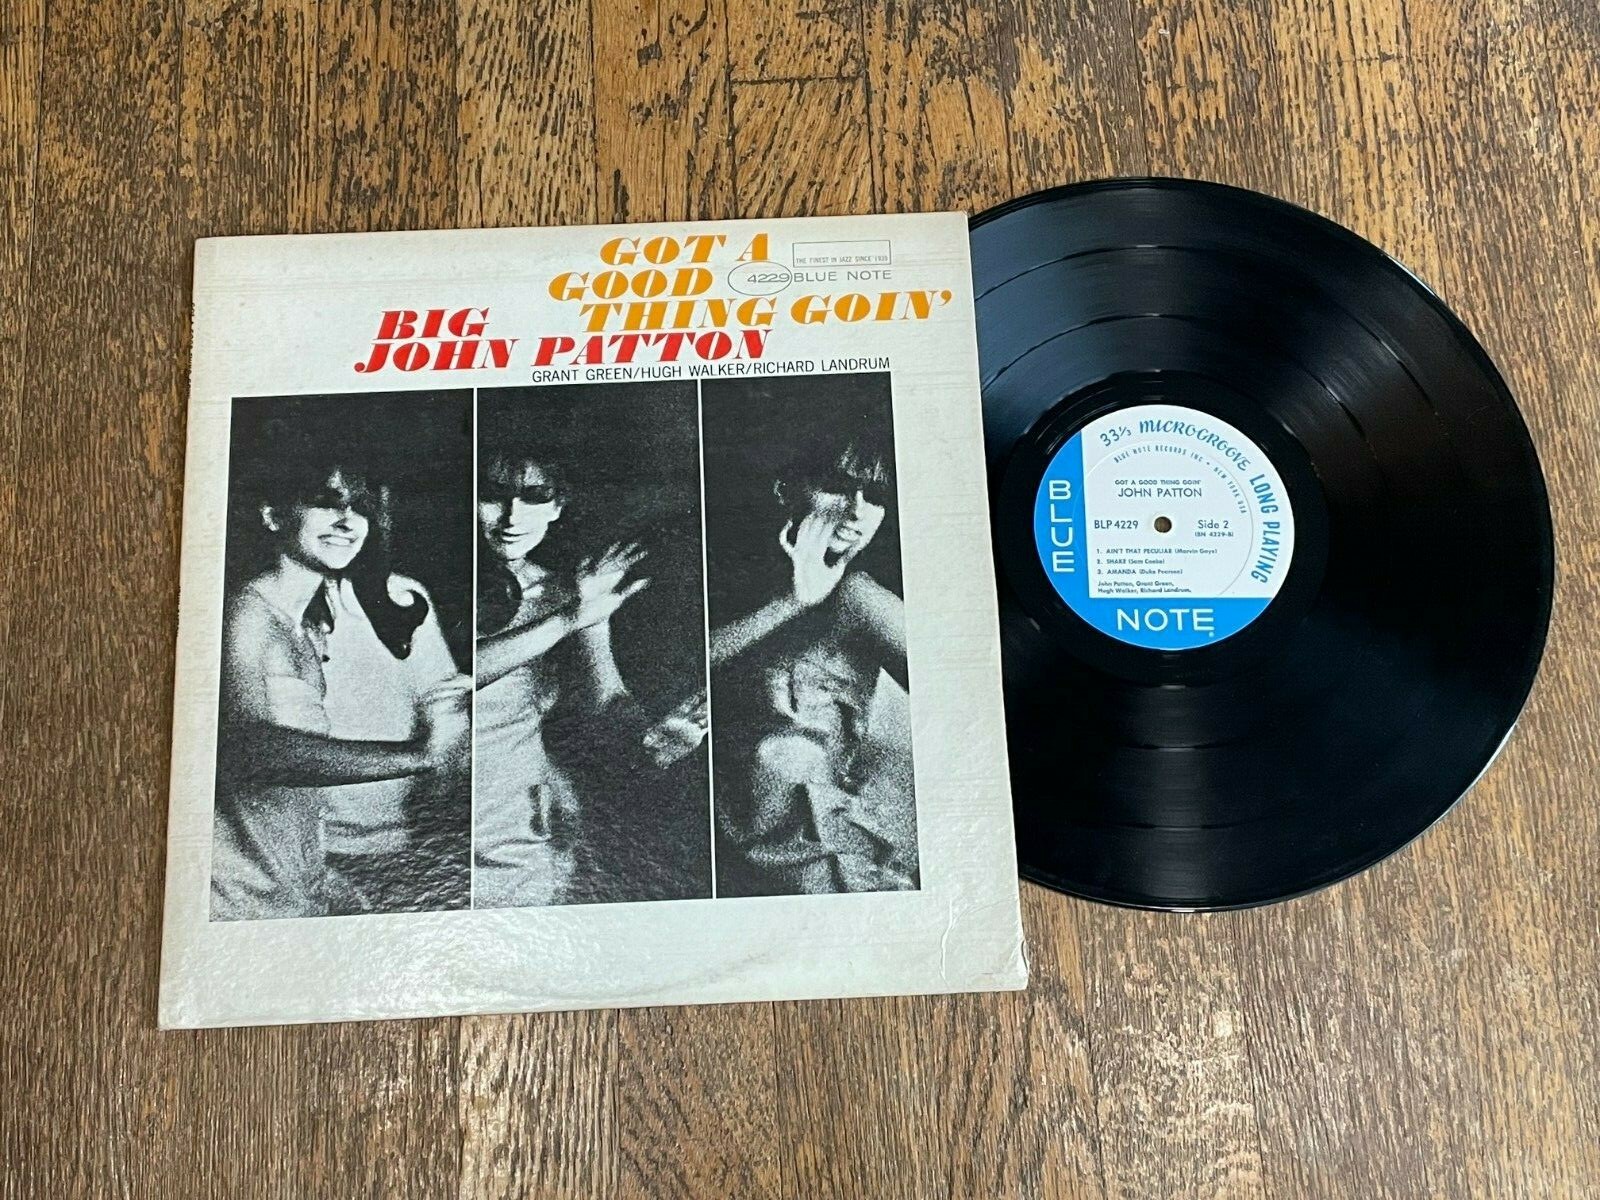 GOT A
GOOD
THING GOIN'
THE FINEST IN JAZZ SINCE 1939
4229 BLUE NOTE
BIG
JOHN PATTON
GRANT GREEN/HUGH WALKER/RICHARD LANDRUM
33⅓ MICROGROOVE LONG PLAYING
BLUE NOTE RECORDS INC • NEW YORK USA
GOT A GOOD THING GOIN'
JOHN PATTON
BLP 4229 Side 2
(BN 4229-B)
1. AIN'T THAT PECULIAR (Marvin Gaye)
2. SHAKE (Sam Cooke)
3. AMANDA (Duke Pearson)
John Patton, Grant Green,
Hugh Walker, Richard Landrum,
BLUE
NOTE